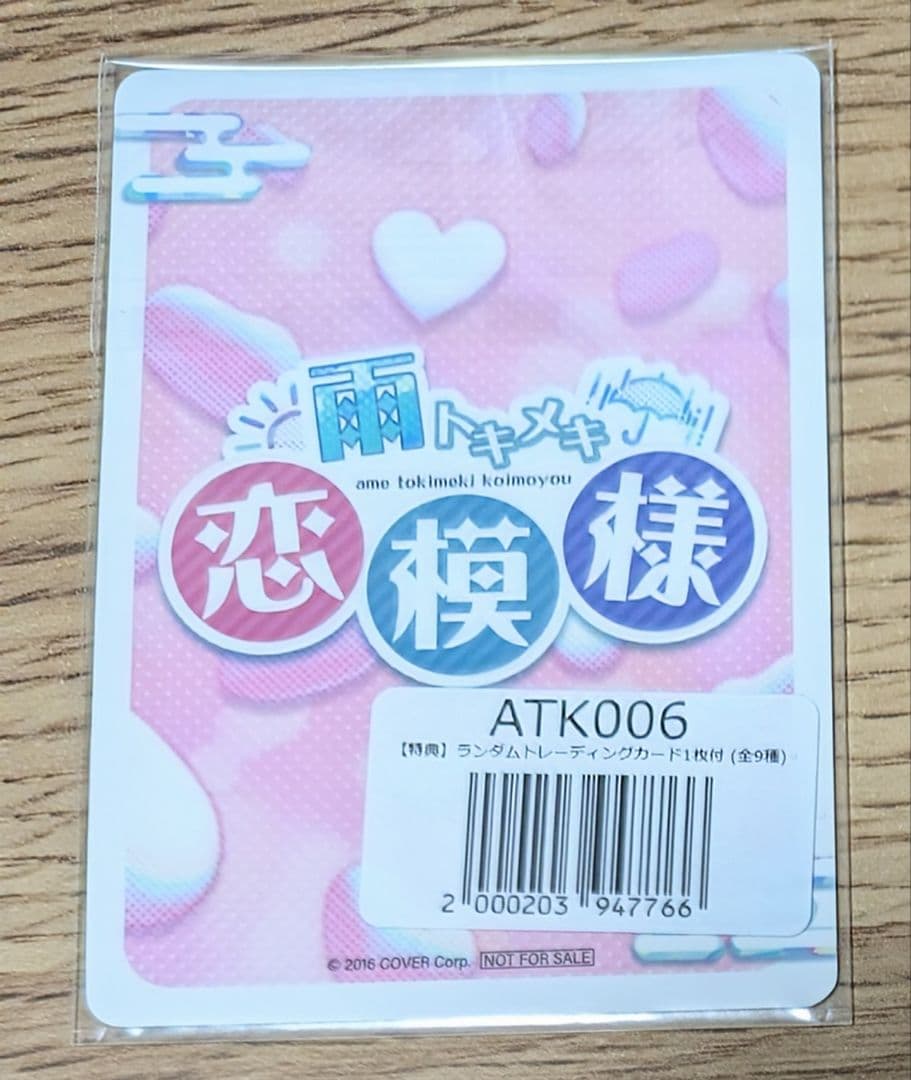 雨トキメキ
ame tokimeki koimoyou
恋模様
ATK006
【特典】ランダムトレーディングカード1枚付 (全9種)
2 000203 947766
© 2016 COVER Corp. NOT FOR SALE